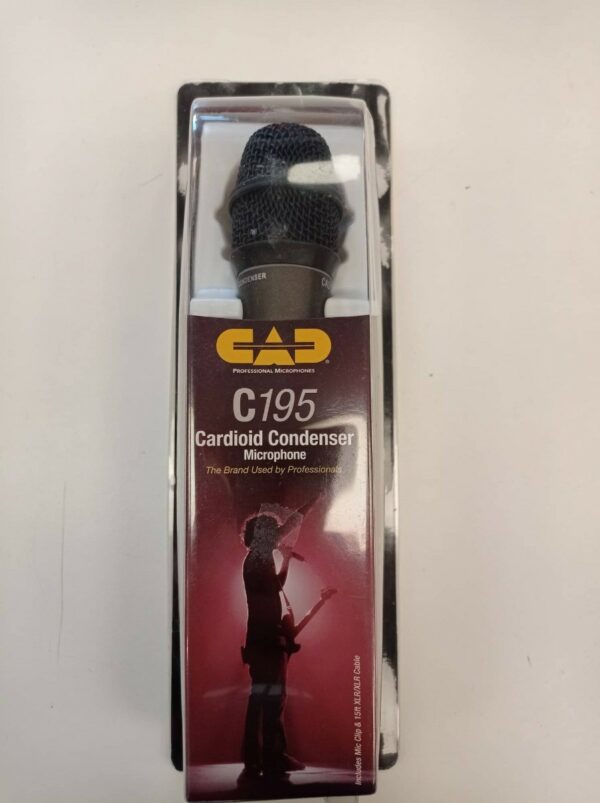 CONDENSER
CAD
PROFESSIONAL MICROPHONES
C195
Cardioid Condenser
Microphone
The Brand Used by Professionals
Includes Mic Clip & 15ft XLR/XLR Cable